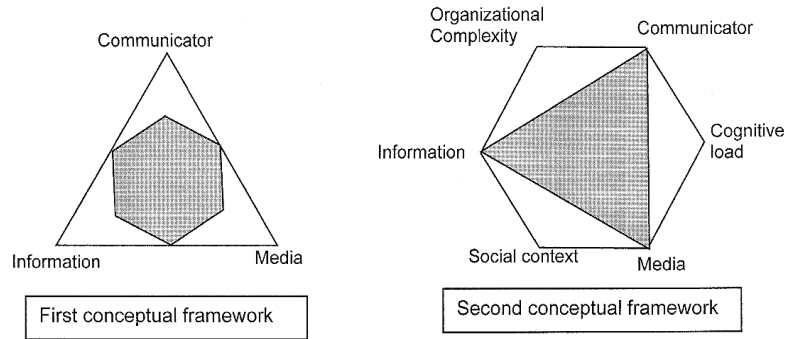 Communicator
Information
Media
First conceptual framework
Organizational
Complexity
Communicator
Information
Cognitive
load
Social context
Media
Second conceptual framework